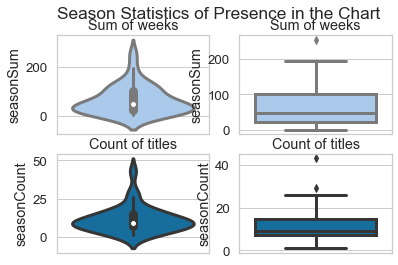 Season Statistics of Presence in the Chart
Sum of weeks
Sum of weeks
seasonSum
200
0
seasonSum
200
100
0
Count of titles
Count of titles
seasonCount
50
25
0
seasonCount
40
20
0